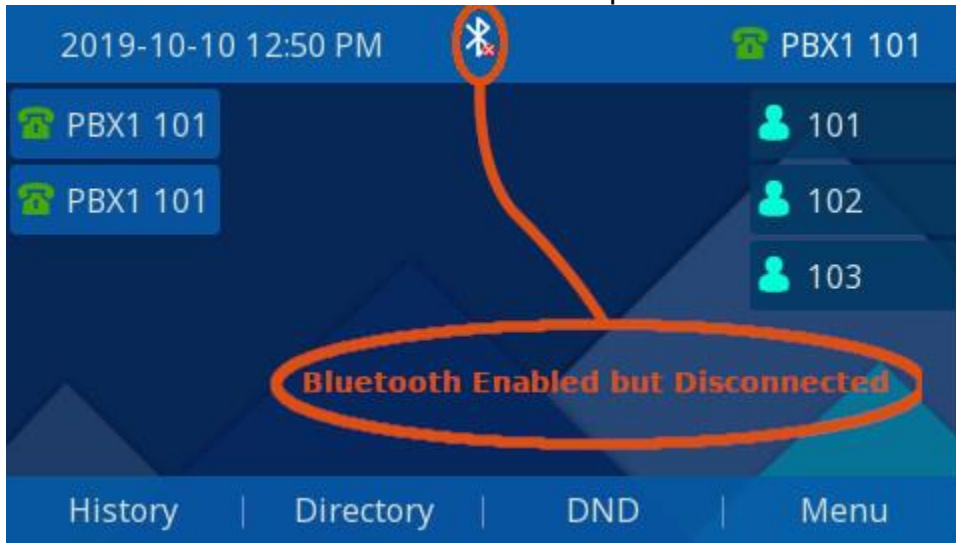 2019-10-10 12:50 PM
PBX1 101
PBX1 101
101
PBX1 101
102
103
Bluetooth Enabled but Disconnected
History | Directory | DND | Menu